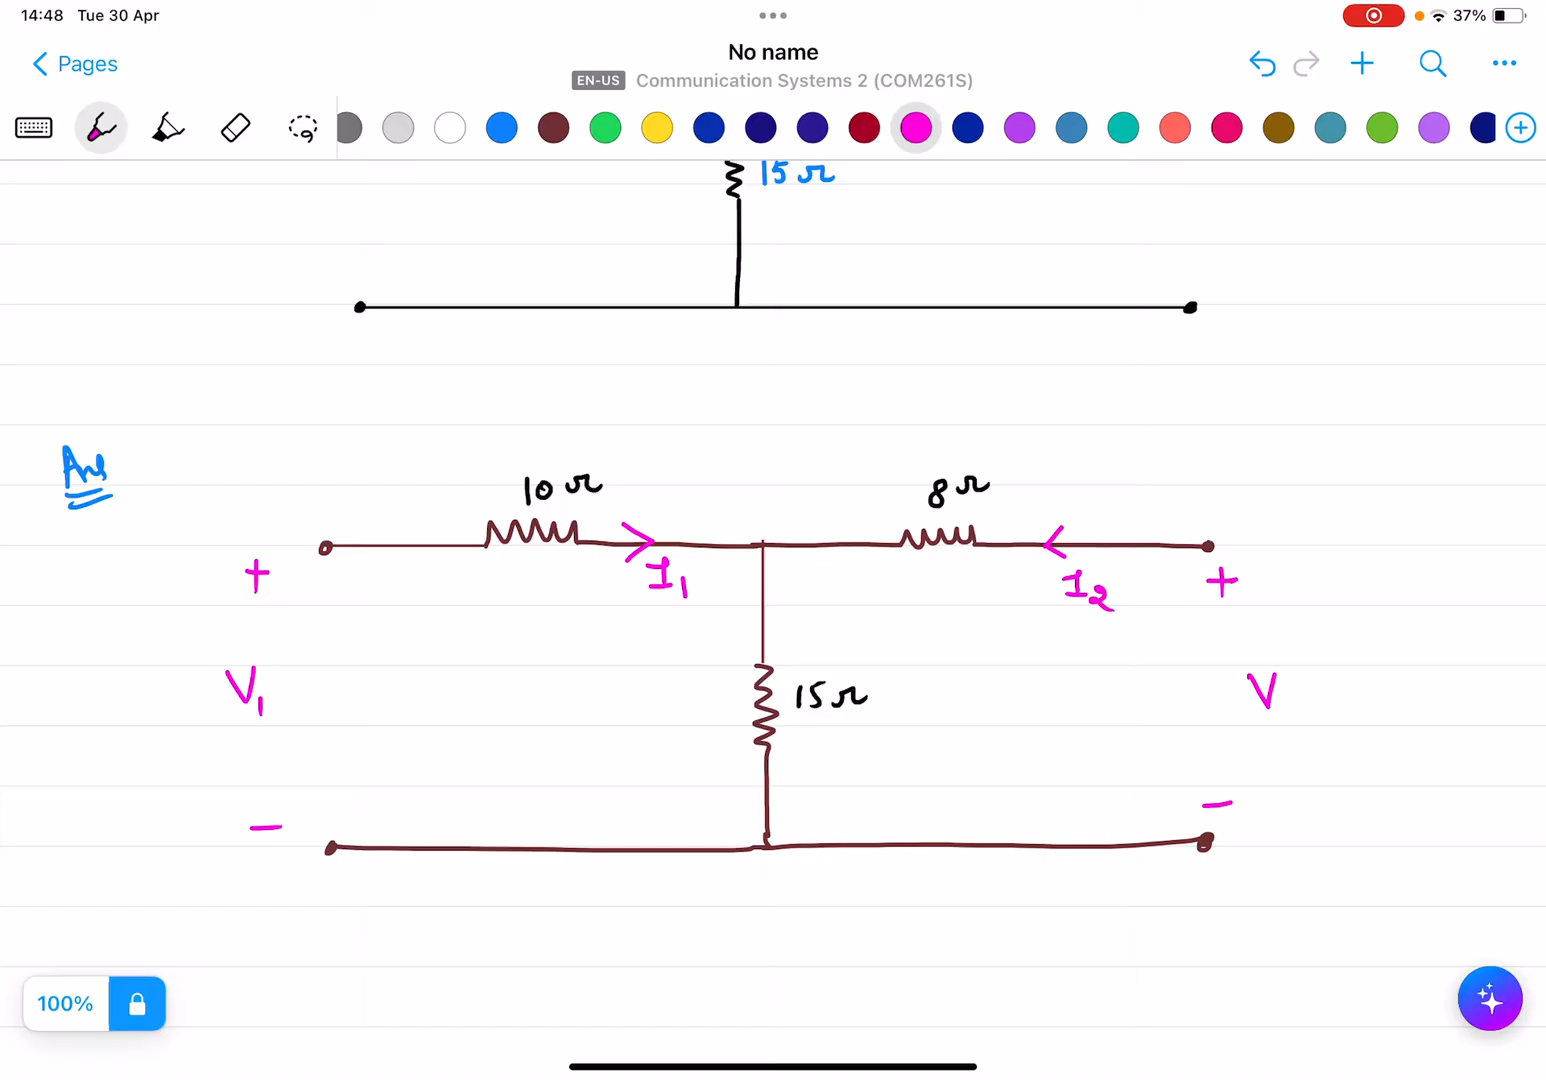 14:48 Tue 30 Apr
37%
Pages
No name
EN-US Communication Systems 2 (COM261S)
15 Ω
Ans
10 Ω
8 Ω
+
I1
I2
+
V1
15 Ω
V
−
−
100%